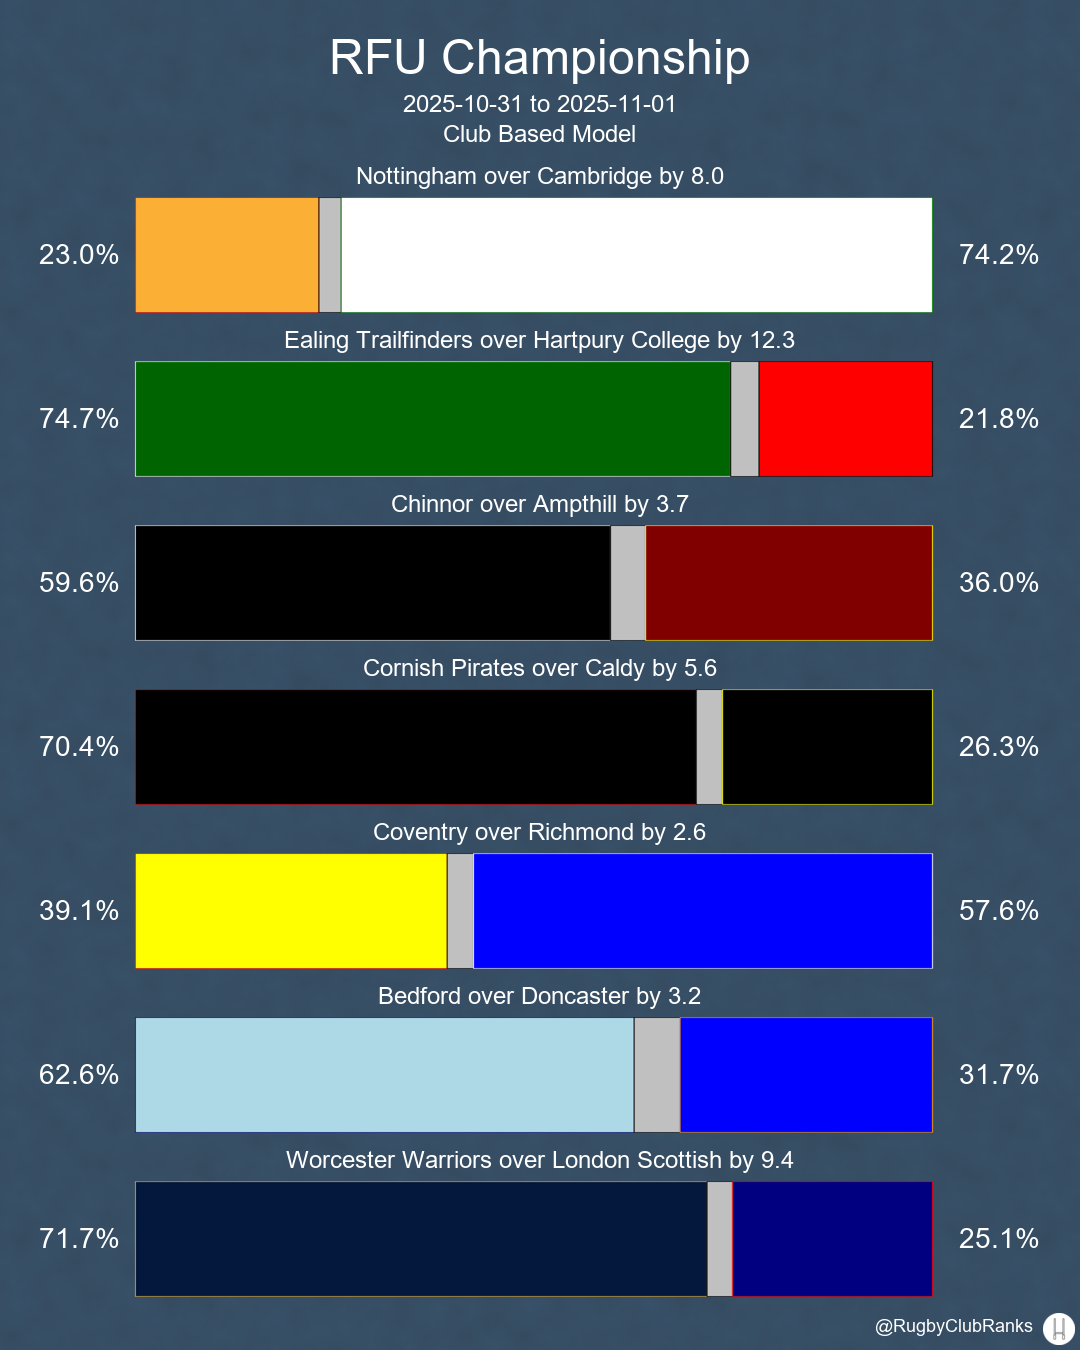 RFU Championship
2025-10-31 to 2025-11-01
Club Based Model
Nottingham over Cambridge by 8.0
23.0% 74.2%
Ealing Trailfinders over Hartpury College by 12.3
74.7% 21.8%
Chinnor over Ampthill by 3.7
59.6% 36.0%
Cornish Pirates over Caldy by 5.6
70.4% 26.3%
Coventry over Richmond by 2.6
39.1% 57.6%
Bedford over Doncaster by 3.2
62.6% 31.7%
Worcester Warriors over London Scottish by 9.4
71.7% 25.1%
@RugbyClubRanks